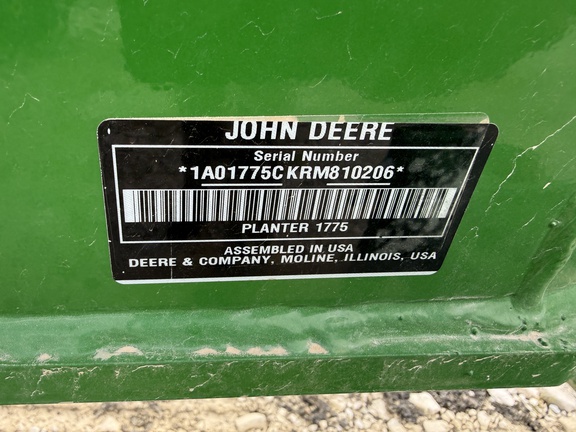 JOHN DEERE
Serial Number
*1A01775CKRM810206*
PLANTER 1775
ASSEMBLED IN USA
DEERE & COMPANY, MOLINE, ILLINOIS, USA